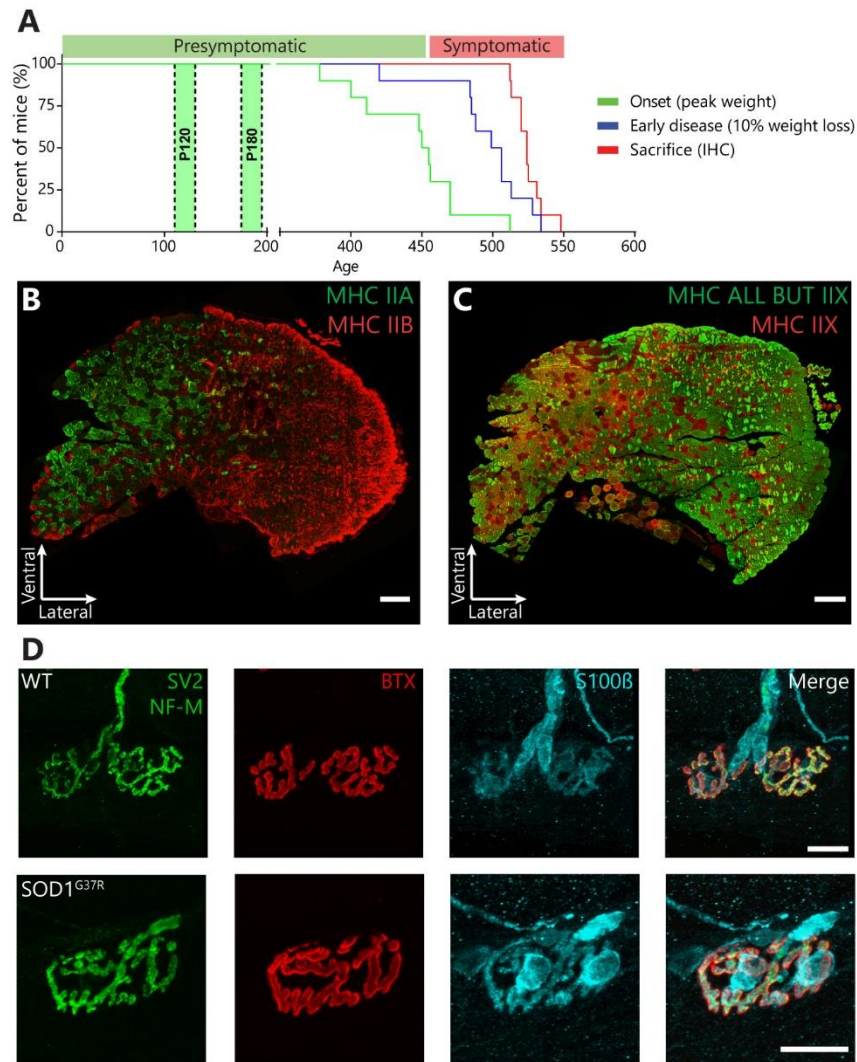 A
Presymptomatic
Symptomatic
Percent of mice (%)
100
75
50
25
0
P120
P180
0
100
200
400
450
500
550
600
Age
Onset (peak weight)
Early disease (10% weight loss)
Sacrifice (IHC)
B
MHC IIA
MHC IIB
Ventral
Lateral
C
MHC ALL BUT IIX
MHC IIX
Ventral
Lateral
D
WT
SV2
NF-M
BTX
S100ß
Merge
SOD1G37R